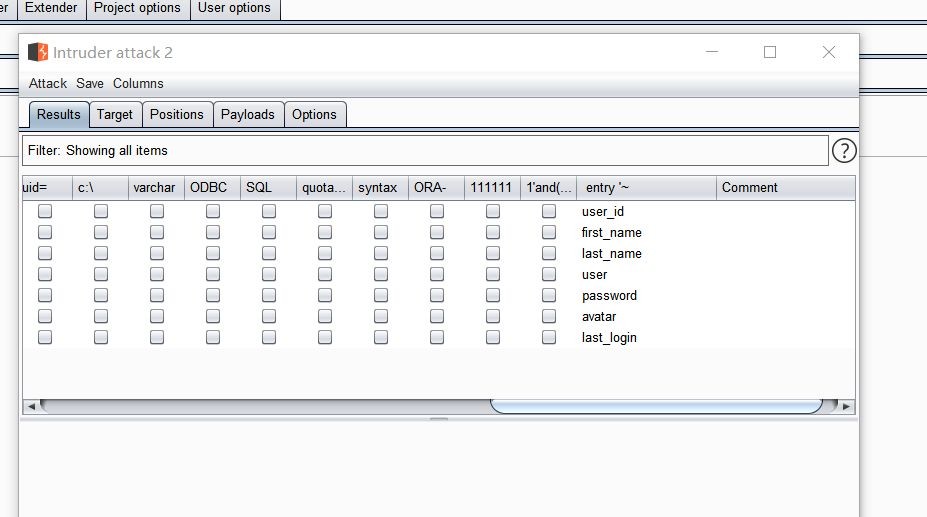 er Extender Project options User options
Intruder attack 2
Attack Save Columns
Results Target Positions Payloads Options
Filter: Showing all items ?
uid= c:\ varchar ODBC SQL quota... syntax ORA- 111111 1'and(... entry '~ Comment
user_id
first_name
last_name
user
password
avatar
last_login